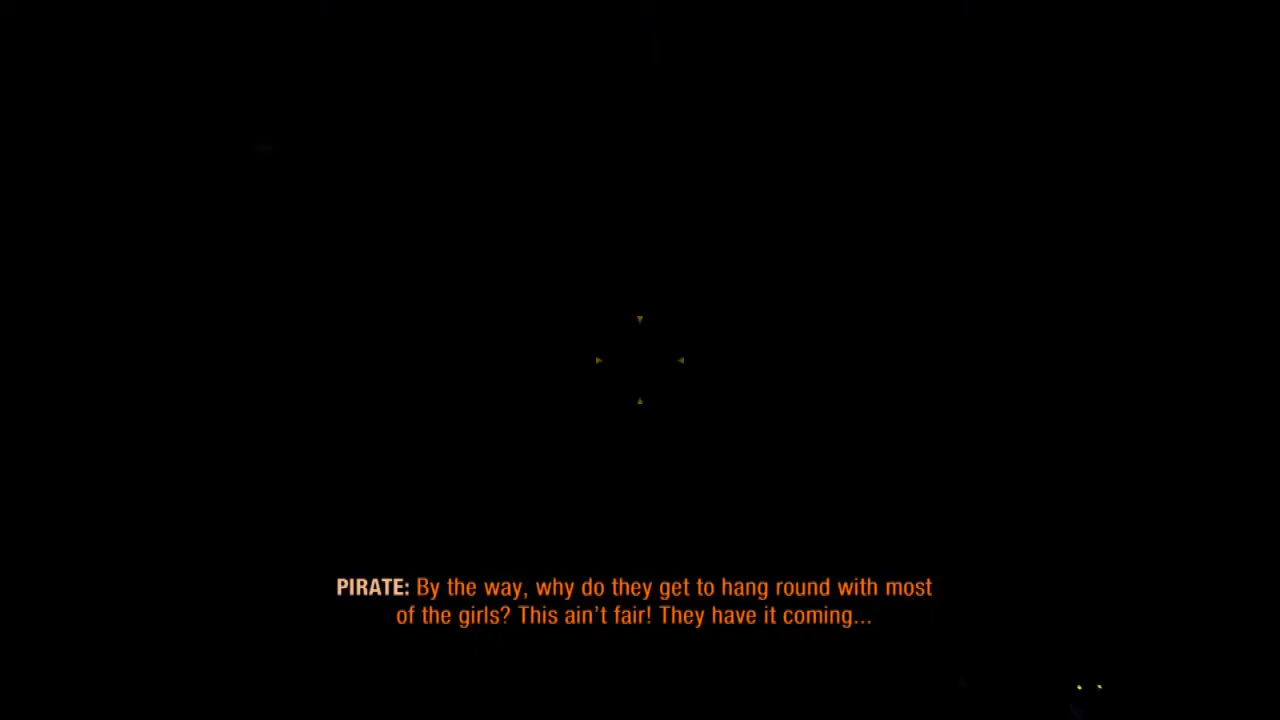 PIRATE: By the way, why do they get to hang round with most
of the girls? This ain't fair! They have it coming...